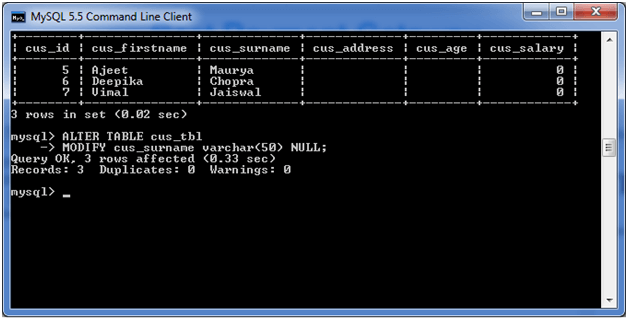 MySQL 5.5 Command Line Client
| cus_id | cus_firstname | cus_surname | cus_address | cus_age | cus_salary |
| 5 | Ajeet | Maurya | | | 0 |
| 6 | Deepika | Chopra | | | 0 |
| 7 | Vimal | Jaiswal | | | 0 |
3 rows in set (0.02 sec)
mysql> ALTER TABLE cus_tbl
-> MODIFY cus_surname varchar(50) NULL;
Query OK, 3 rows affected (0.33 sec)
Records: 3 Duplicates: 0 Warnings: 0
mysql> _